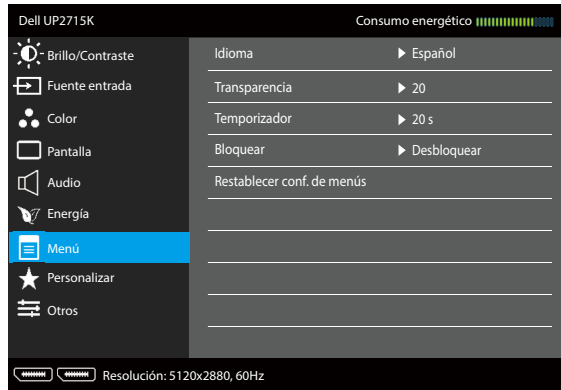 Dell UP2715K
Consumo energético
Brillo/Contraste
Fuente entrada
Color
Pantalla
Audio
Energía
Menú
Personalizar
Otros
Idioma Español
Transparencia 20
Temporizador 20 s
Bloquear Desbloquear
Restablecer conf. de menús
Resolución: 5120x2880, 60Hz